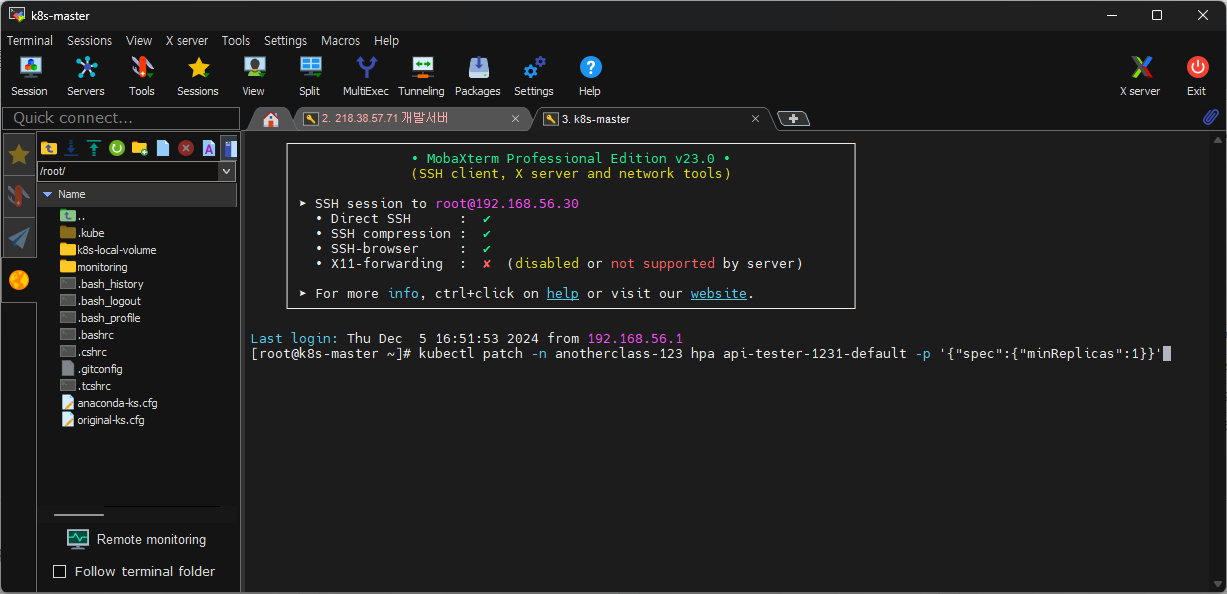 k8s-master
Terminal Sessions View X server Tools Settings Macros Help
Session Servers Tools Sessions View Split MultiExec Tunneling Packages Settings Help X server Exit
Quick connect...
2. 218.38.57.71 개발서버
3. k8s-master
/root/
Name
..
.kube
k8s-local-volume
monitoring
.bash_history
.bash_logout
.bash_profile
.bashrc
.cshrc
.gitconfig
.tcshrc
anaconda-ks.cfg
original-ks.cfg
Remote monitoring
Follow terminal folder
• MobaXterm Professional Edition v23.0 •
(SSH client, X server and network tools)
➤ SSH session to root@192.168.56.30
• Direct SSH : ✔
• SSH compression : ✔
• SSH-browser : ✔
• X11-forwarding : ✘ (disabled or not supported by server)
➤ For more info, ctrl+click on help or visit our website.
Last login: Thu Dec  5 16:51:53 2024 from 192.168.56.1
[root@k8s-master ~]# kubectl patch -n anotherclass-123 hpa api-tester-1231-default -p '{"spec":{"minReplicas":1}}'